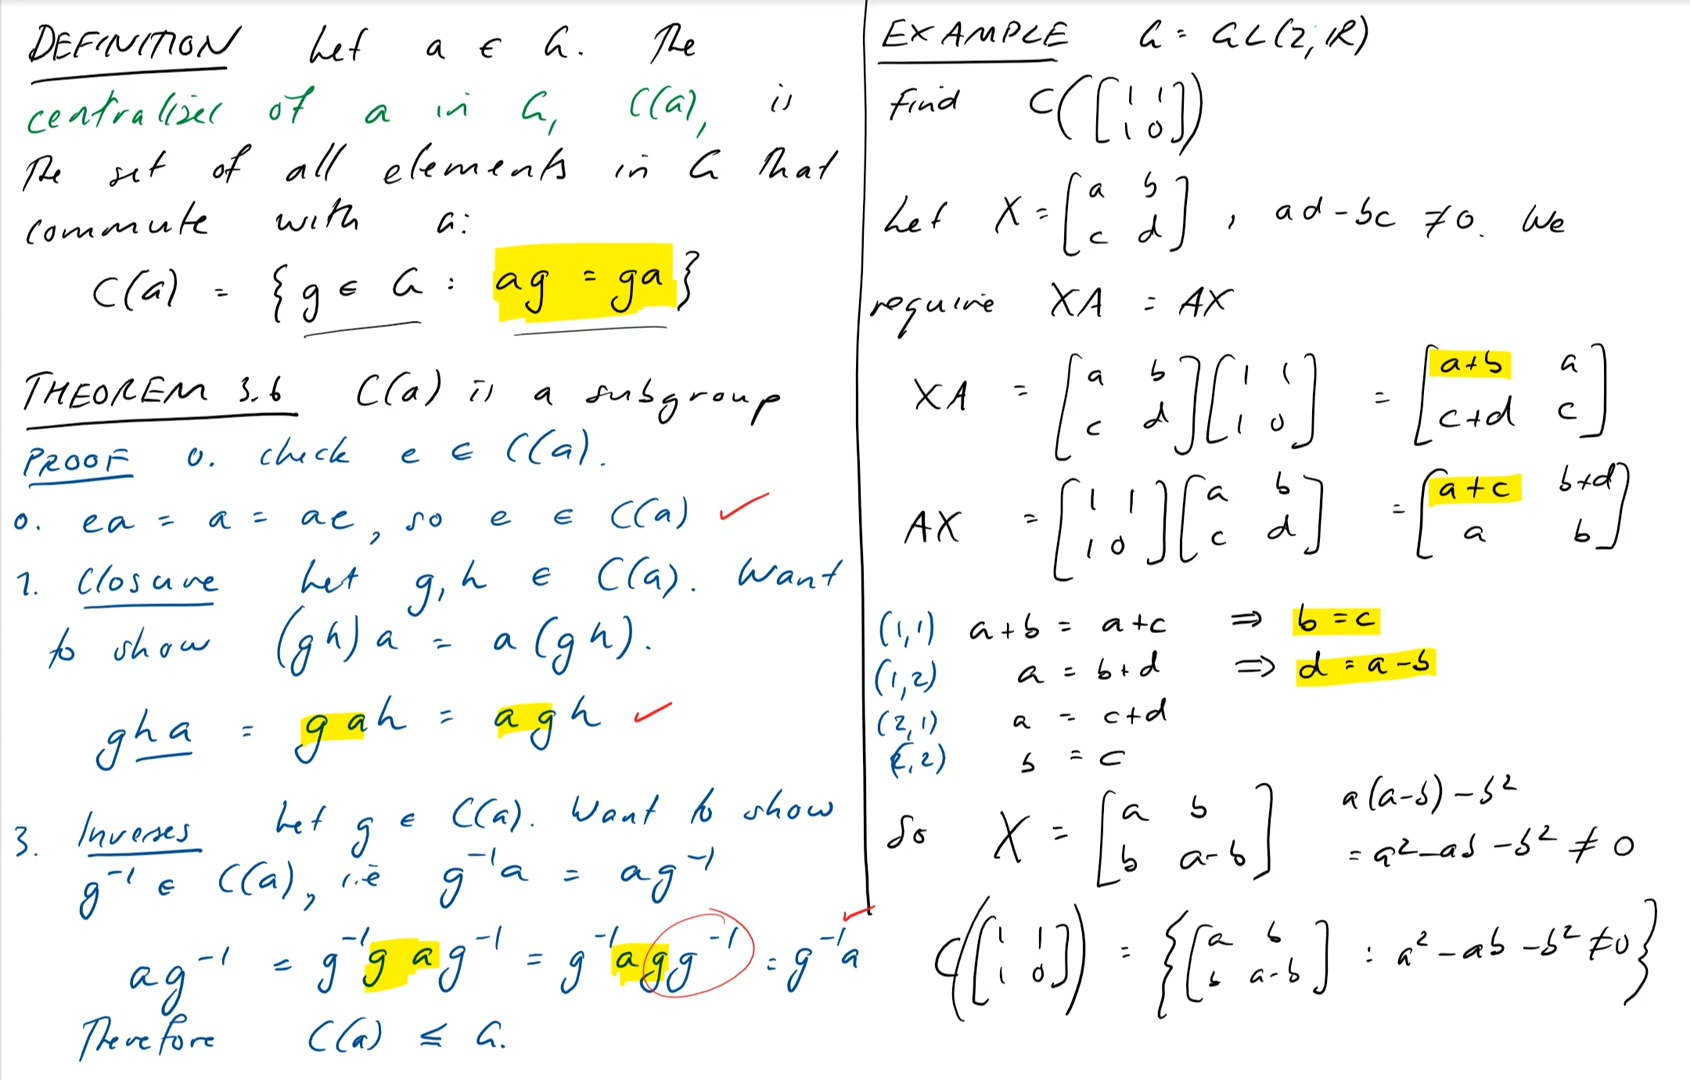 DEFINITION Let a ∈ G. The
centraliser of a in G, C(a), is
the set of all elements in G that
commute with a:
C(a) = {g ∈ G : ag = ga}
THEOREM 3.6 C(a) is a subgroup
PROOF 0. check e ∈ C(a).
0. ea = a = ae, so e ∈ C(a) ✓
1. Closure Let g, h ∈ C(a). Want
to show (gh)a = a(gh).
gha = gah = agh ✓
3. Inverses Let g ∈ C(a). Want to show
g⁻¹ ∈ C(a), i.e g⁻¹a = ag⁻¹
ag⁻¹ = g⁻¹gag⁻¹ = g⁻¹agg⁻¹ = g⁻¹a ✓
Therefore C(a) ≤ G.
EXAMPLE G = GL(2, ℝ)
Find C([1 1; 1 0])
Let X = [a b; c d], ad - bc ≠ 0. We
require XA = AX
XA = [a b; c d][1 1; 1 0] = [a+b a; c+d c]
AX = [1 1; 1 0][a b; c d] = [a+c b+d; a b]
(1,1) a+b = a+c ⇒ b = c
(1,2) a = b+d ⇒ d = a-b
(2,1) a = c+d
(2,2) b = c
So X = [a b; b a-b] a(a-b) - b²
= a² - ab - b² ≠ 0
C([1 1; 1 0]) = {[a b; b a-b] : a² - ab - b² ≠ 0}